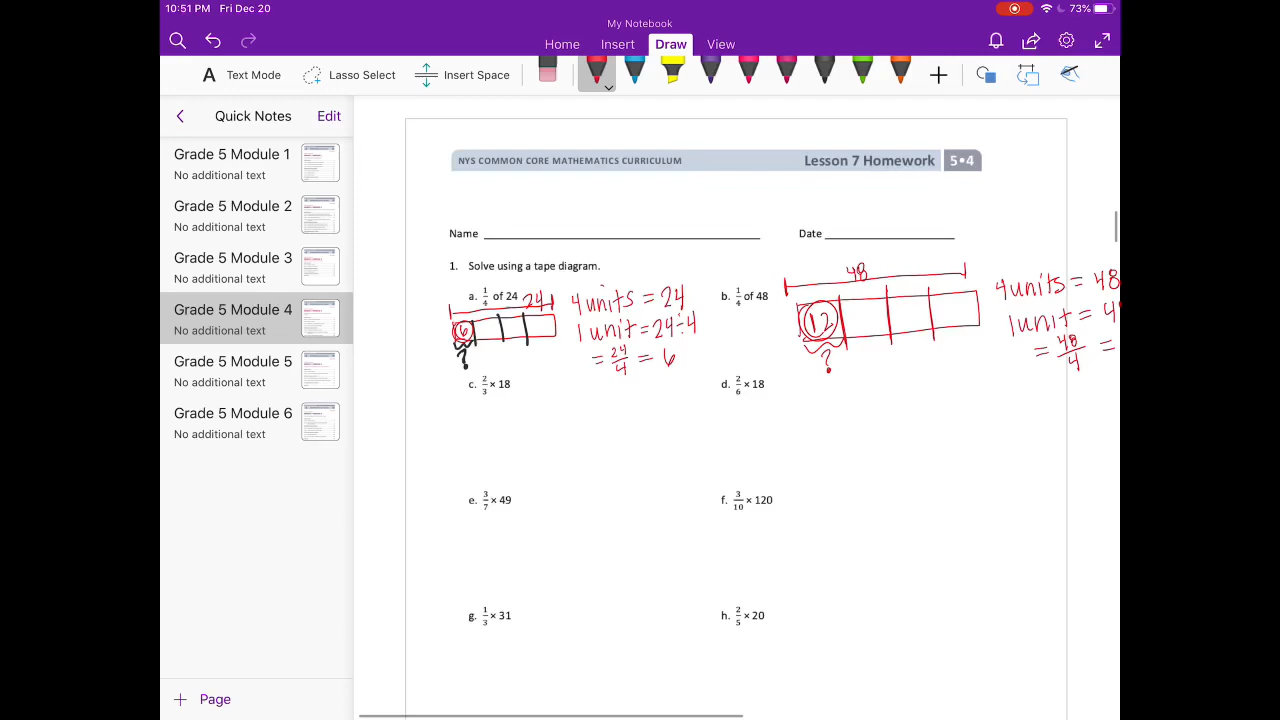 10:51 PM Fri Dec 20
73%
My Notebook
Home Insert Draw View
A Text Mode Lasso Select Insert Space
Quick Notes Edit
Grade 5 Module 1
No additional text
Grade 5 Module 2
No additional text
Grade 5 Module 3
No additional text
Grade 5 Module 4
No additional text
Grade 5 Module 5
No additional text
Grade 5 Module 6
No additional text
+ Page
NYS COMMON CORE MATHEMATICS CURRICULUM Lesson 7 Homework 5•4
Name Date
1. using a tape diagram.
a. 1/4 of 24
24
6
?
4 units = 24
1 unit = 24÷4
= 24/4 = 6
b. 1/4 of 48
48
12
?
4 units = 48
1 unit = 4
= 48/4 =
× 18
3
d. 2/6 × 18
e. 3/7 × 49
f. 3/10 × 120
g. 1/3 × 31
h. 2/5 × 20